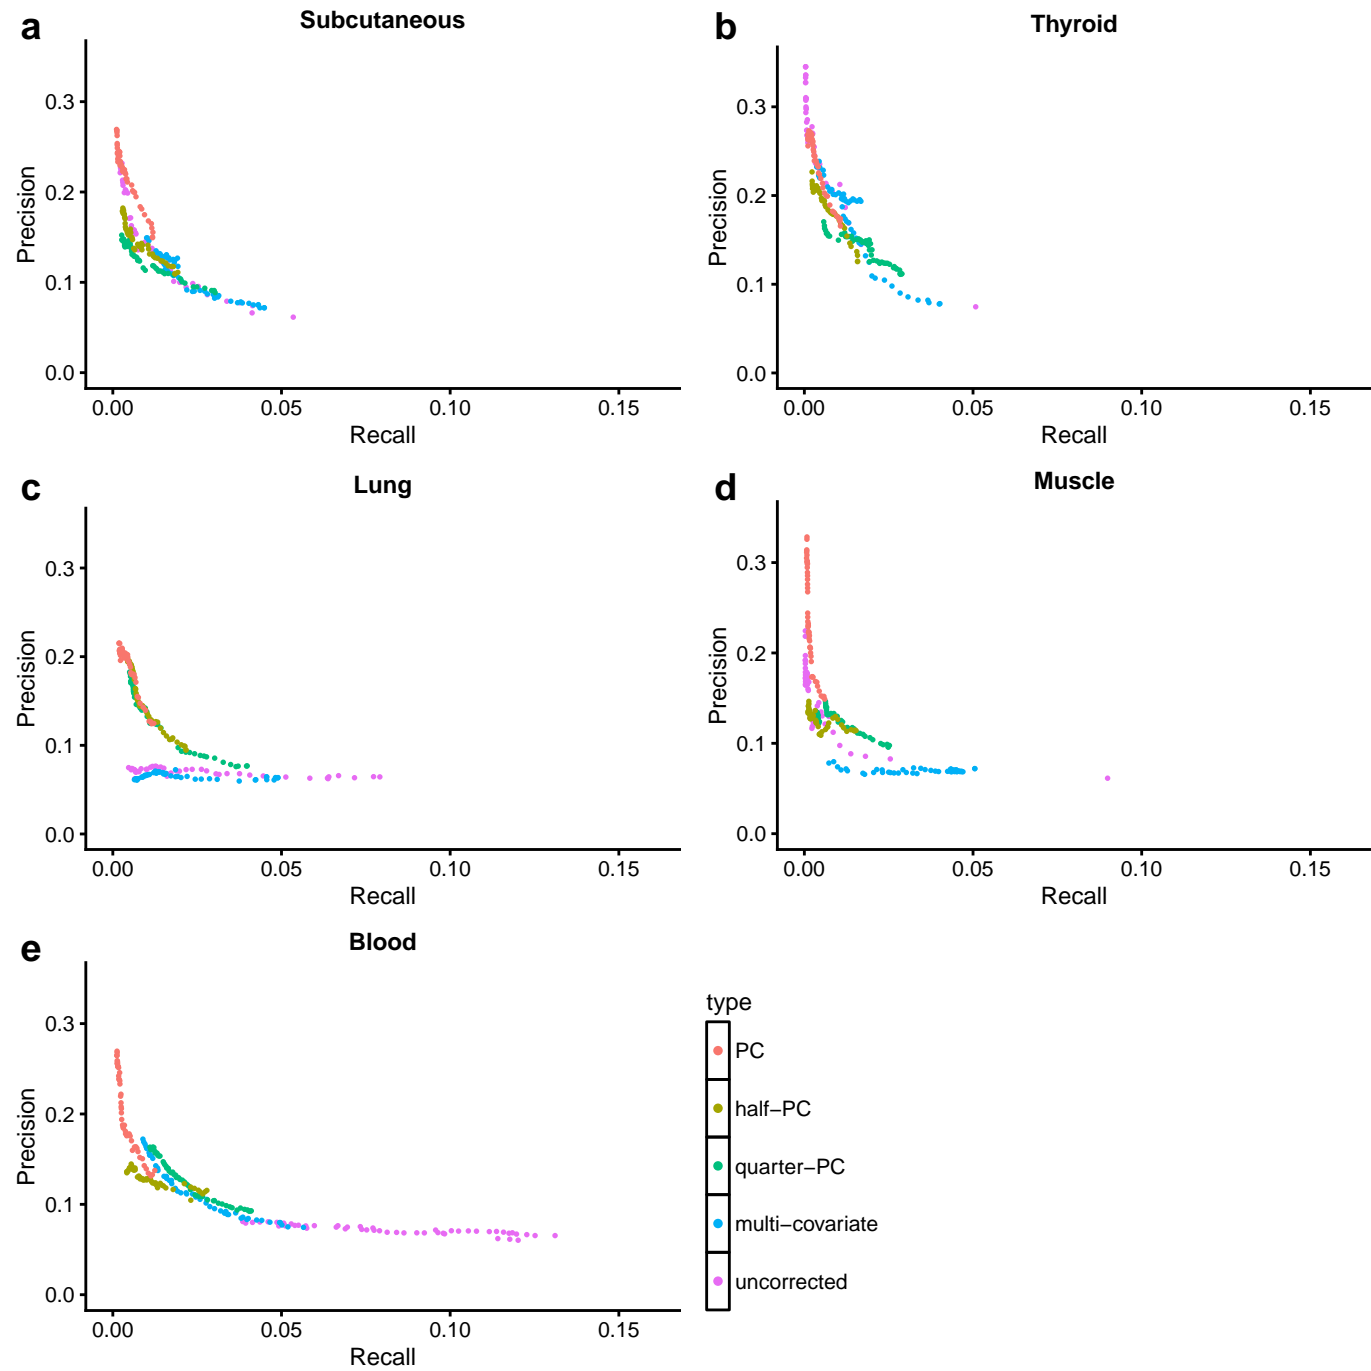 a
Subcutaneous
0.3
0.2
0.1
0.0
Precision
0.00 0.05 0.10 0.15
Recall
b
Thyroid
0.3
0.2
0.1
0.0
Precision
0.00 0.05 0.10 0.15
Recall
c
Lung
0.3
0.2
0.1
0.0
Precision
0.00 0.05 0.10 0.15
Recall
d
Muscle
0.3
0.2
0.1
0.0
Precision
0.00 0.05 0.10 0.15
Recall
e
Blood
0.3
0.2
0.1
0.0
Precision
0.00 0.05 0.10 0.15
Recall
type
PC
half−PC
quarter−PC
multi−covariate
uncorrected